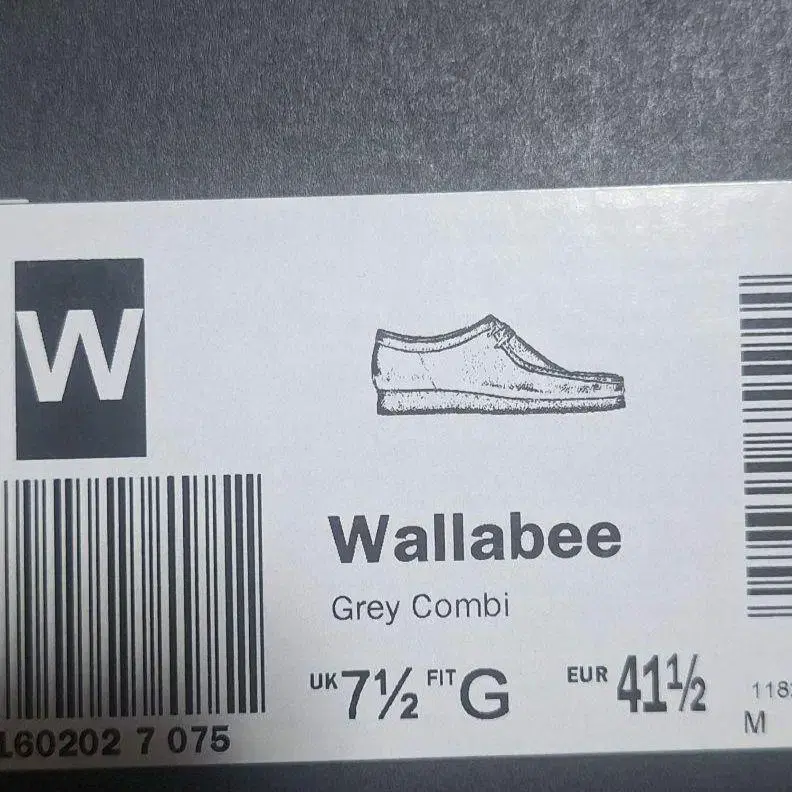 W
Wallabee
Grey Combi
UK 7½ FIT G EUR 41½
M
160202 7 075